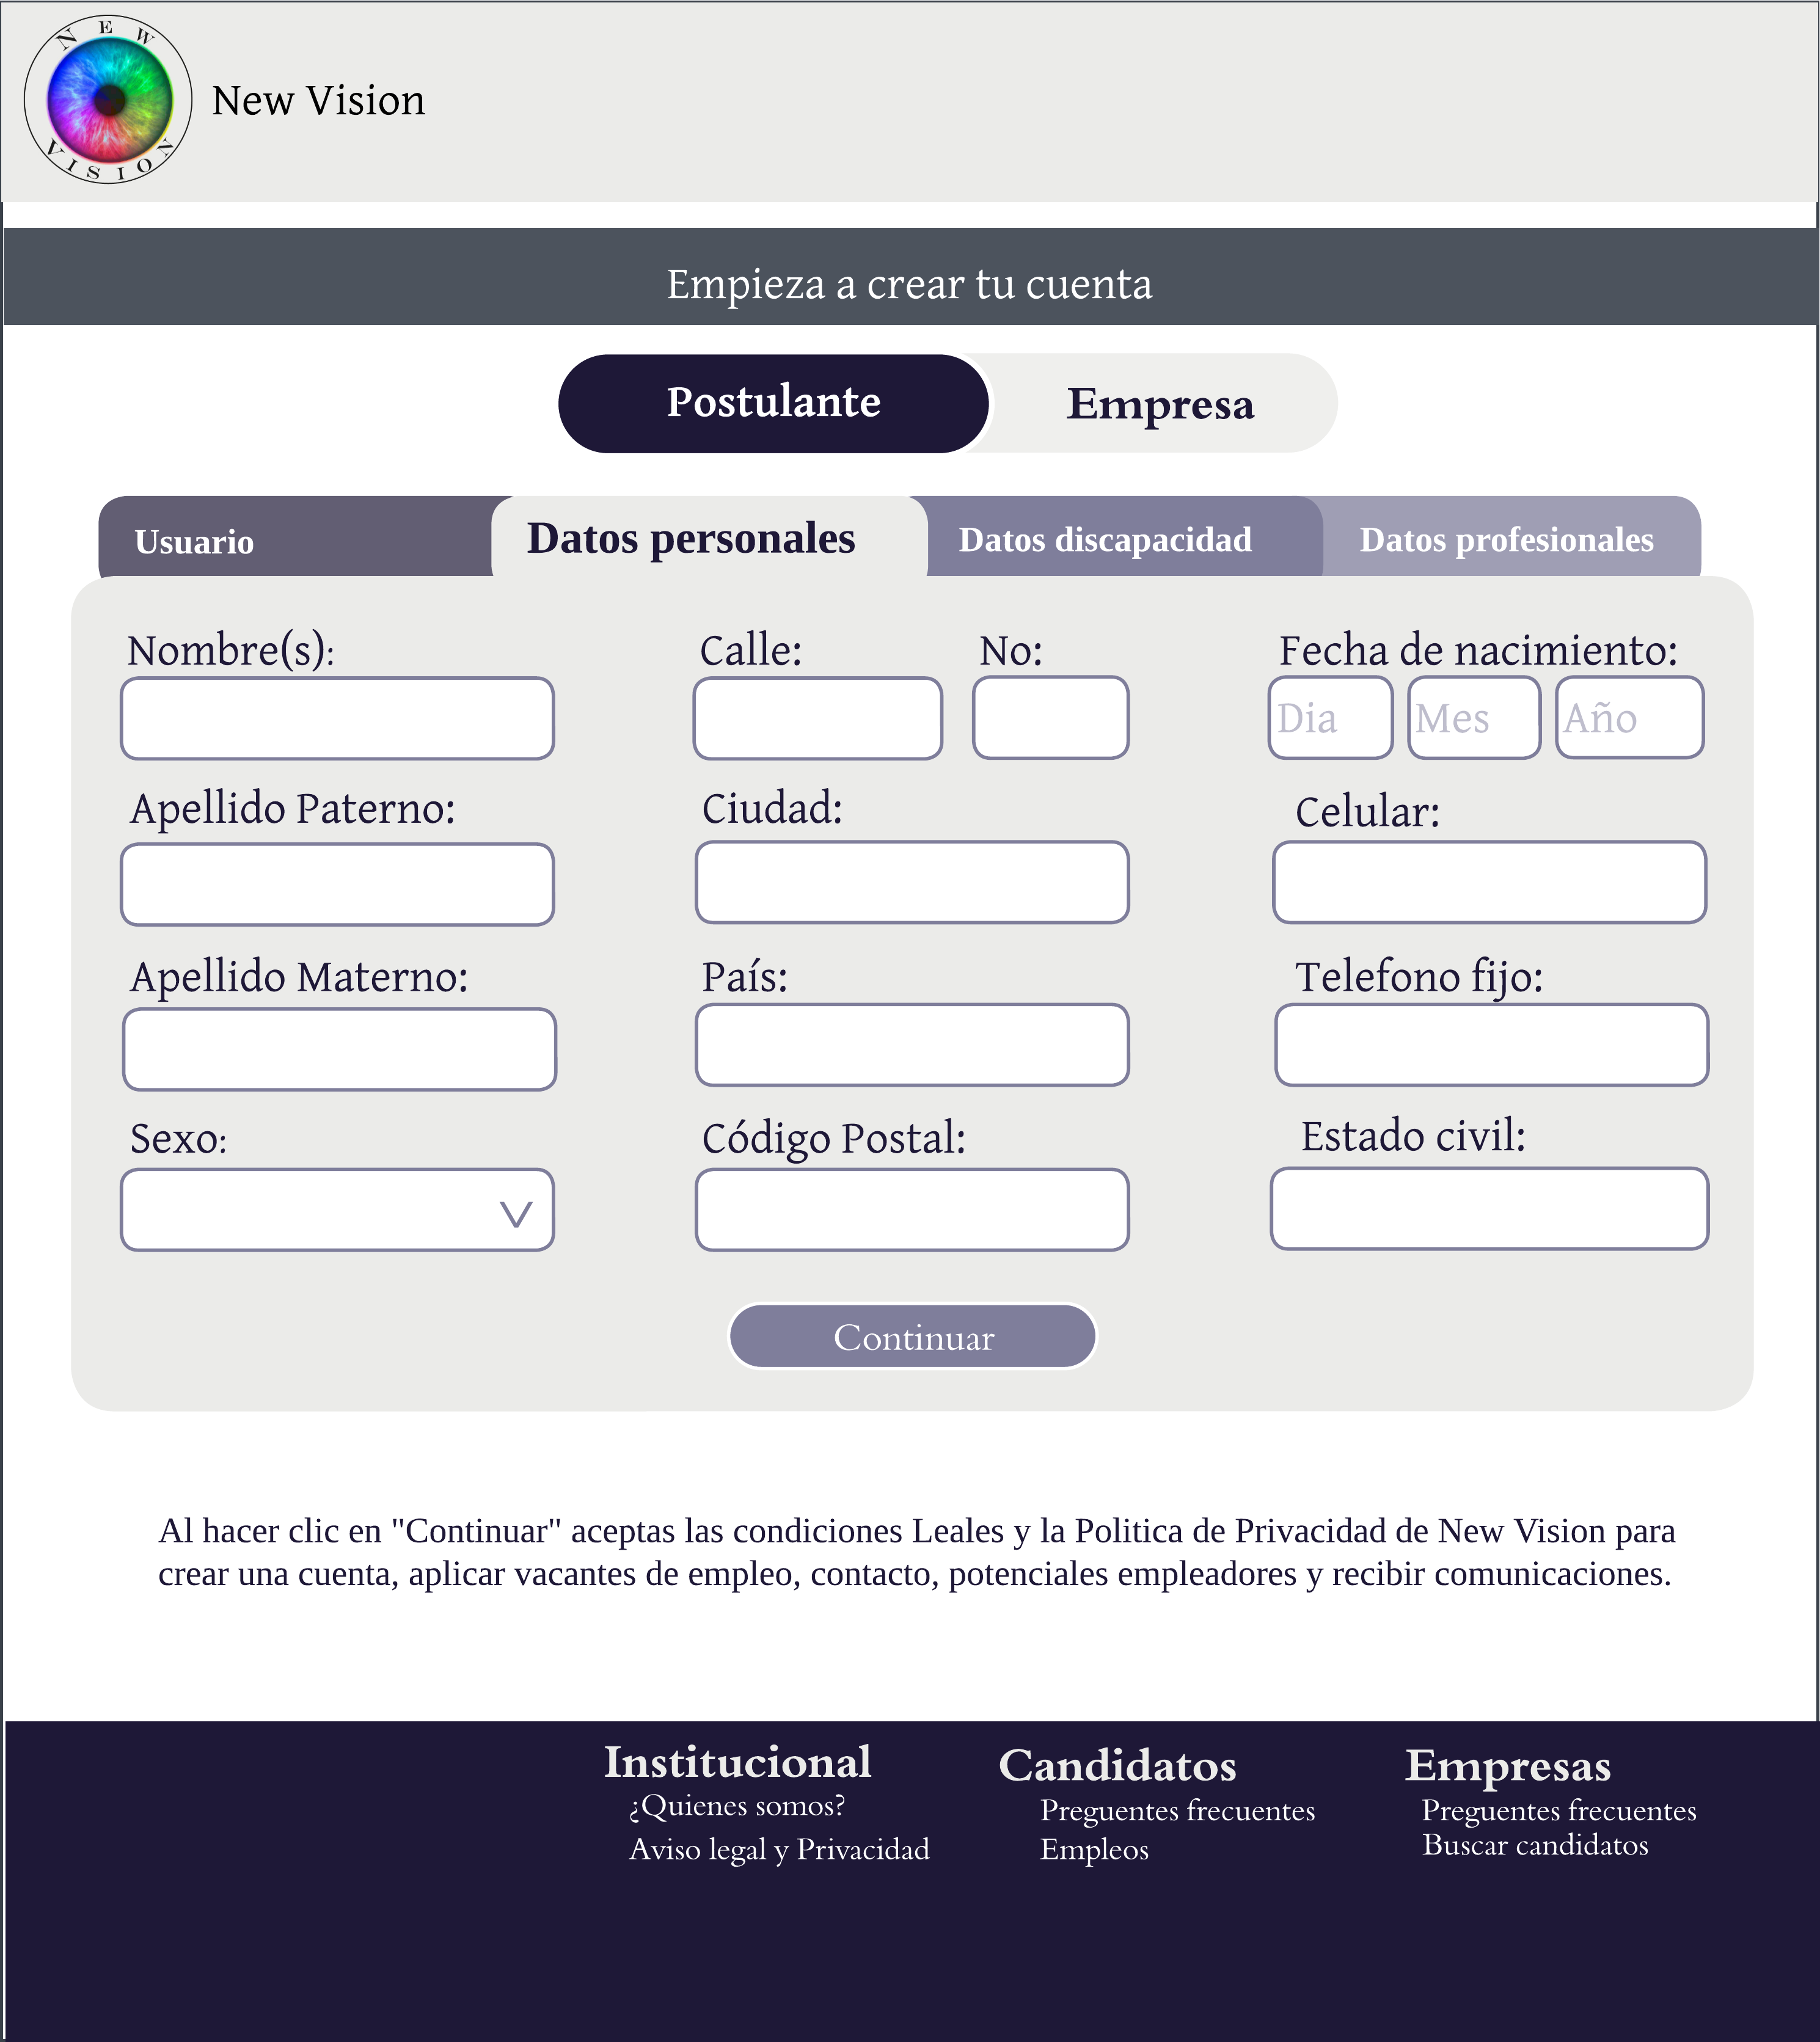 NEW
VISION
New Vision
Empieza a crear tu cuenta
Postulante
Empresa
Usuario
Datos personales
Datos discapacidad
Datos profesionales
Nombre(s):
Calle:
No:
Fecha de nacimiento:
Dia
Mes
Año
Apellido Paterno:
Ciudad:
Celular:
Apellido Materno:
País:
Telefono fijo:
Sexo:
Código Postal:
Estado civil:
Continuar
Al hacer clic en "Continuar" aceptas las condiciones Leales y la Politica de Privacidad de New Vision para
crear una cuenta, aplicar vacantes de empleo, contacto, potenciales empleadores y recibir comunicaciones.
Institucional
¿Quienes somos?
Aviso legal y Privacidad
Candidatos
Preguentes frecuentes
Empleos
Empresas
Preguentes frecuentes
Buscar candidatos